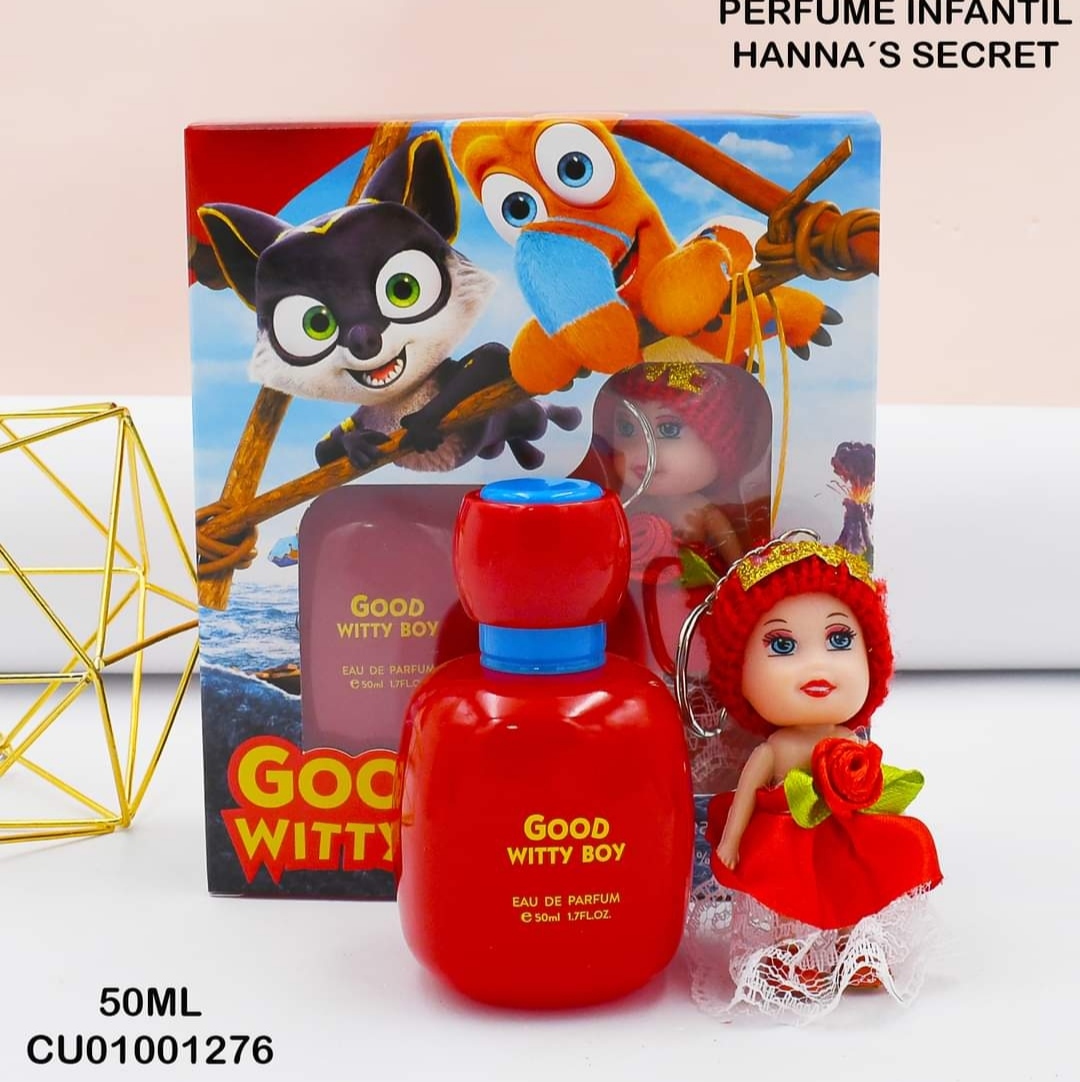 PERFUME INFANTIL
HANNA´S SECRET
GOOD
WITTY BOY
EAU DE PARFUM
℮ 50ml 1.7FL.O
GOO
WITTY
GOOD
WITTY BOY
EAU DE PARFUM
℮ 50ml 1.7FL.OZ.
%
50ML
CU01001276